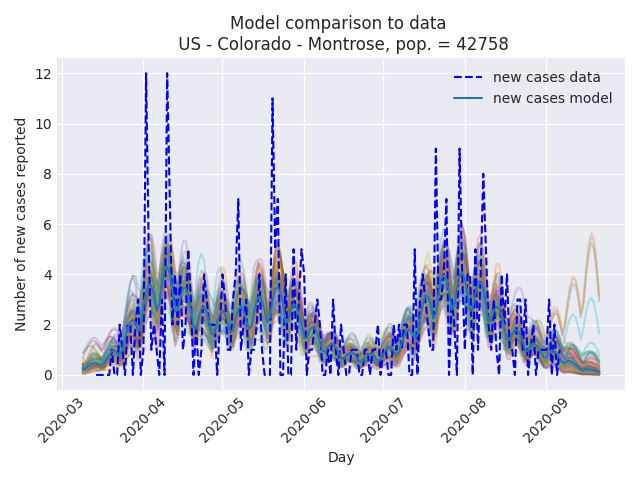 Model comparison to data
US - Colorado - Montrose, pop. = 42758
new cases data
new cases model
Number of new cases reported
12
10
8
6
4
2
0
2020-03
2020-04
2020-05
2020-06
2020-07
2020-08
2020-09
Day